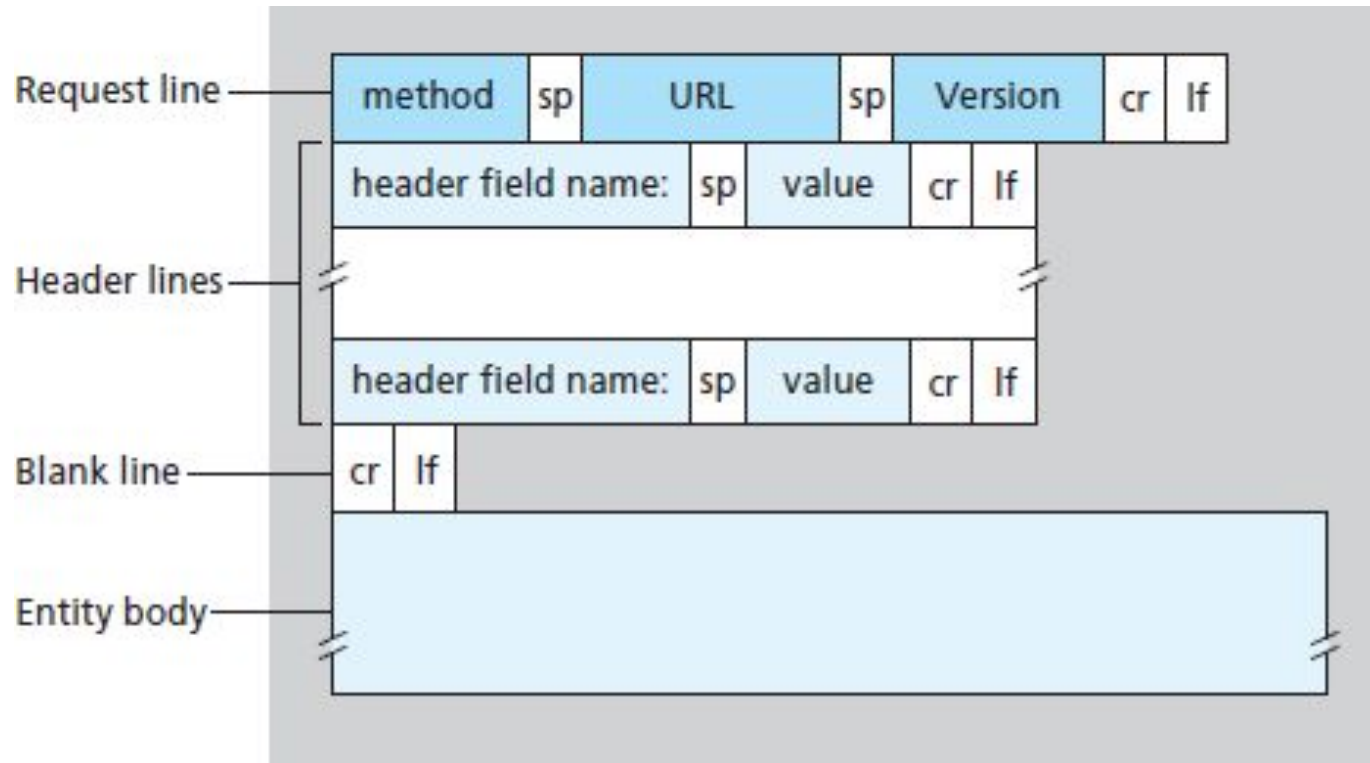 Request line method sp URL sp Version cr lf
header field name: sp value cr lf
Header lines
header field name: sp value cr lf
Blank line cr lf
Entity body